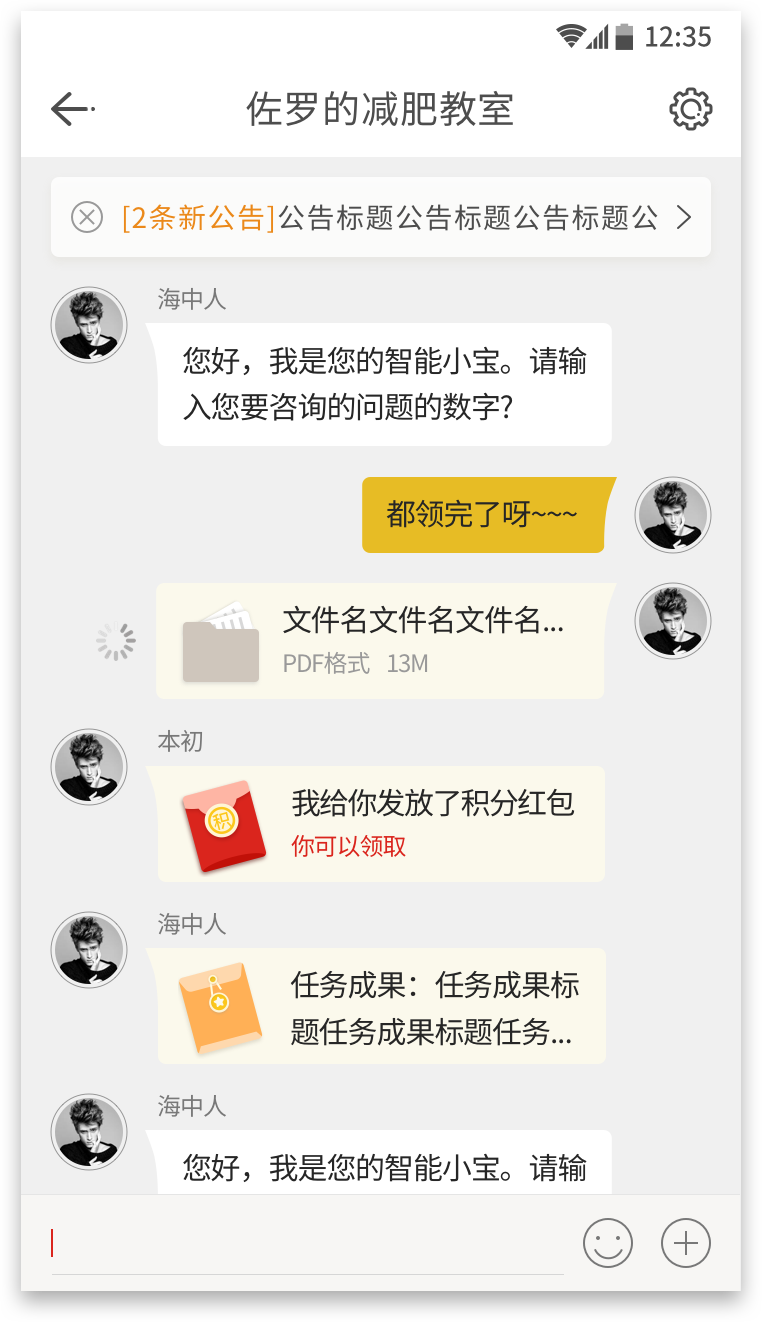 12:35
佐罗的减肥教室
[2条新公告]公告标题公告标题公告标题公
海中人
您好，我是您的智能小宝。请输
入您要咨询的问题的数字?
都领完了呀~~~
文件名文件名文件名...
PDF格式 13M
本初
积
我给你发放了积分红包
你可以领取
海中人
任务成果：任务成果标
题任务成果标题任务...
海中人
您好，我是您的智能小宝。请输